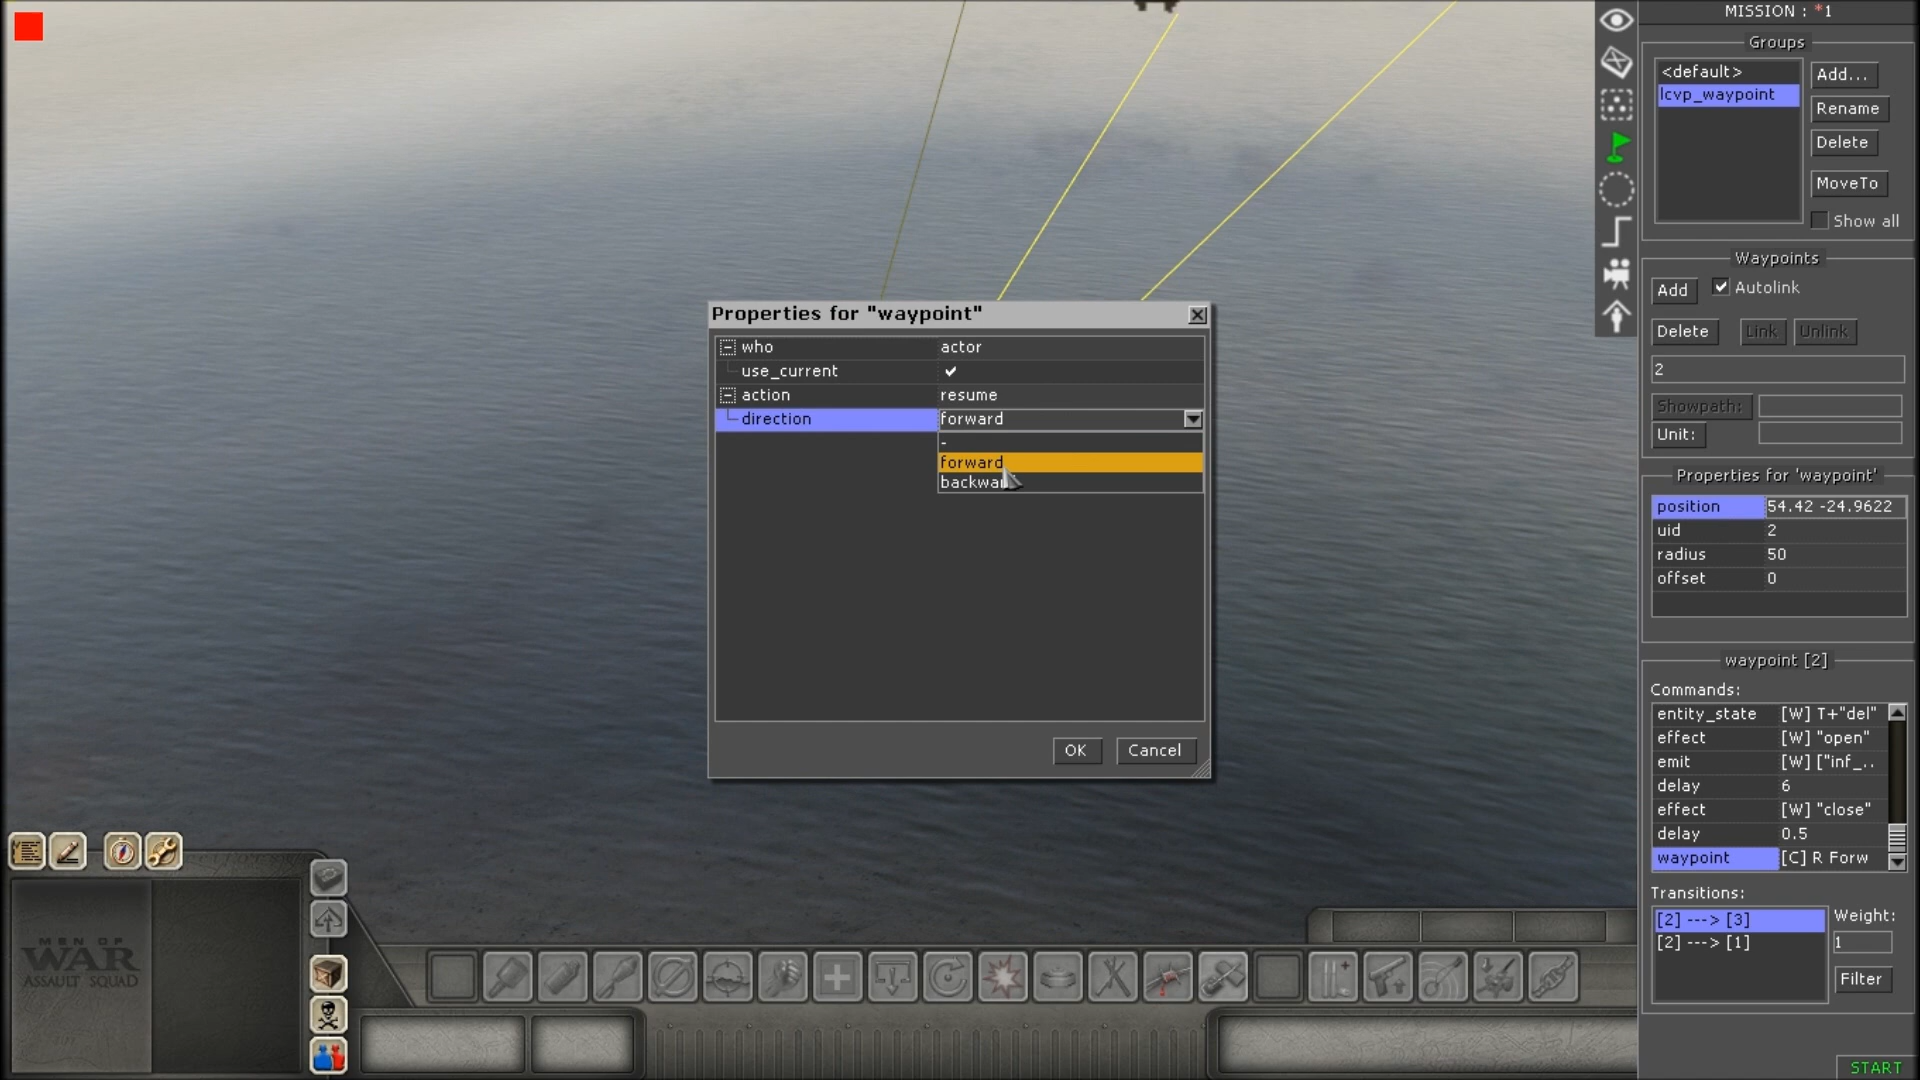 MISSION : *1
Groups
<default>
lcvp_waypoint
Add...
Rename
Delete
MoveTo
Show all
Waypoints
Add
Autolink
Delete
Link
Unlink
2
Showpath:
Unit:
Properties for 'waypoint'
position 54.42 -24.9622
uid 2
radius 50
offset 0
waypoint [2]
Commands:
entity_state [W] T+"del"
effect [W] "open"
emit [W] ["inf_..
delay 6
effect [W] "close"
delay 0.5
waypoint [C] R Forw
Transitions:
[2] ---> [3]
[2] ---> [1]
Weight:
1
Filter
START
Properties for "waypoint"
who actor
use_current
action resume
direction forward
-
forward
OK
Cancel
MEN OF
WAR
ASSAULT SQUAD